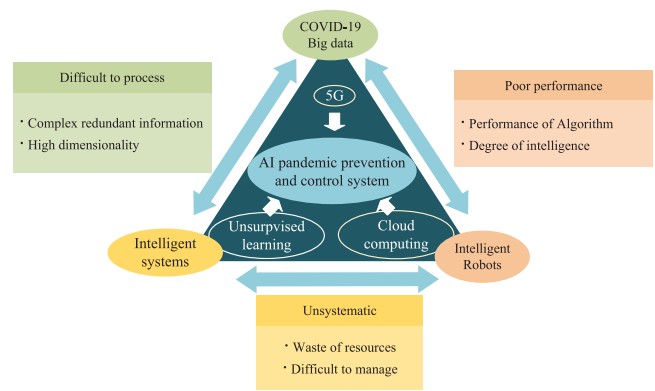 COVID-19
Big data
Difficult to process
· Complex redundant information
· High dimensionality
5G
Poor performance
· Performance of Algorithm
· Degree of intelligence
AI pandemic prevention
and control system
Unsurpvised
learning
Cloud
computing
Intelligent
systems
Intelligent
Robots
Unsystematic
· Waste of resources
· Difficult to manage